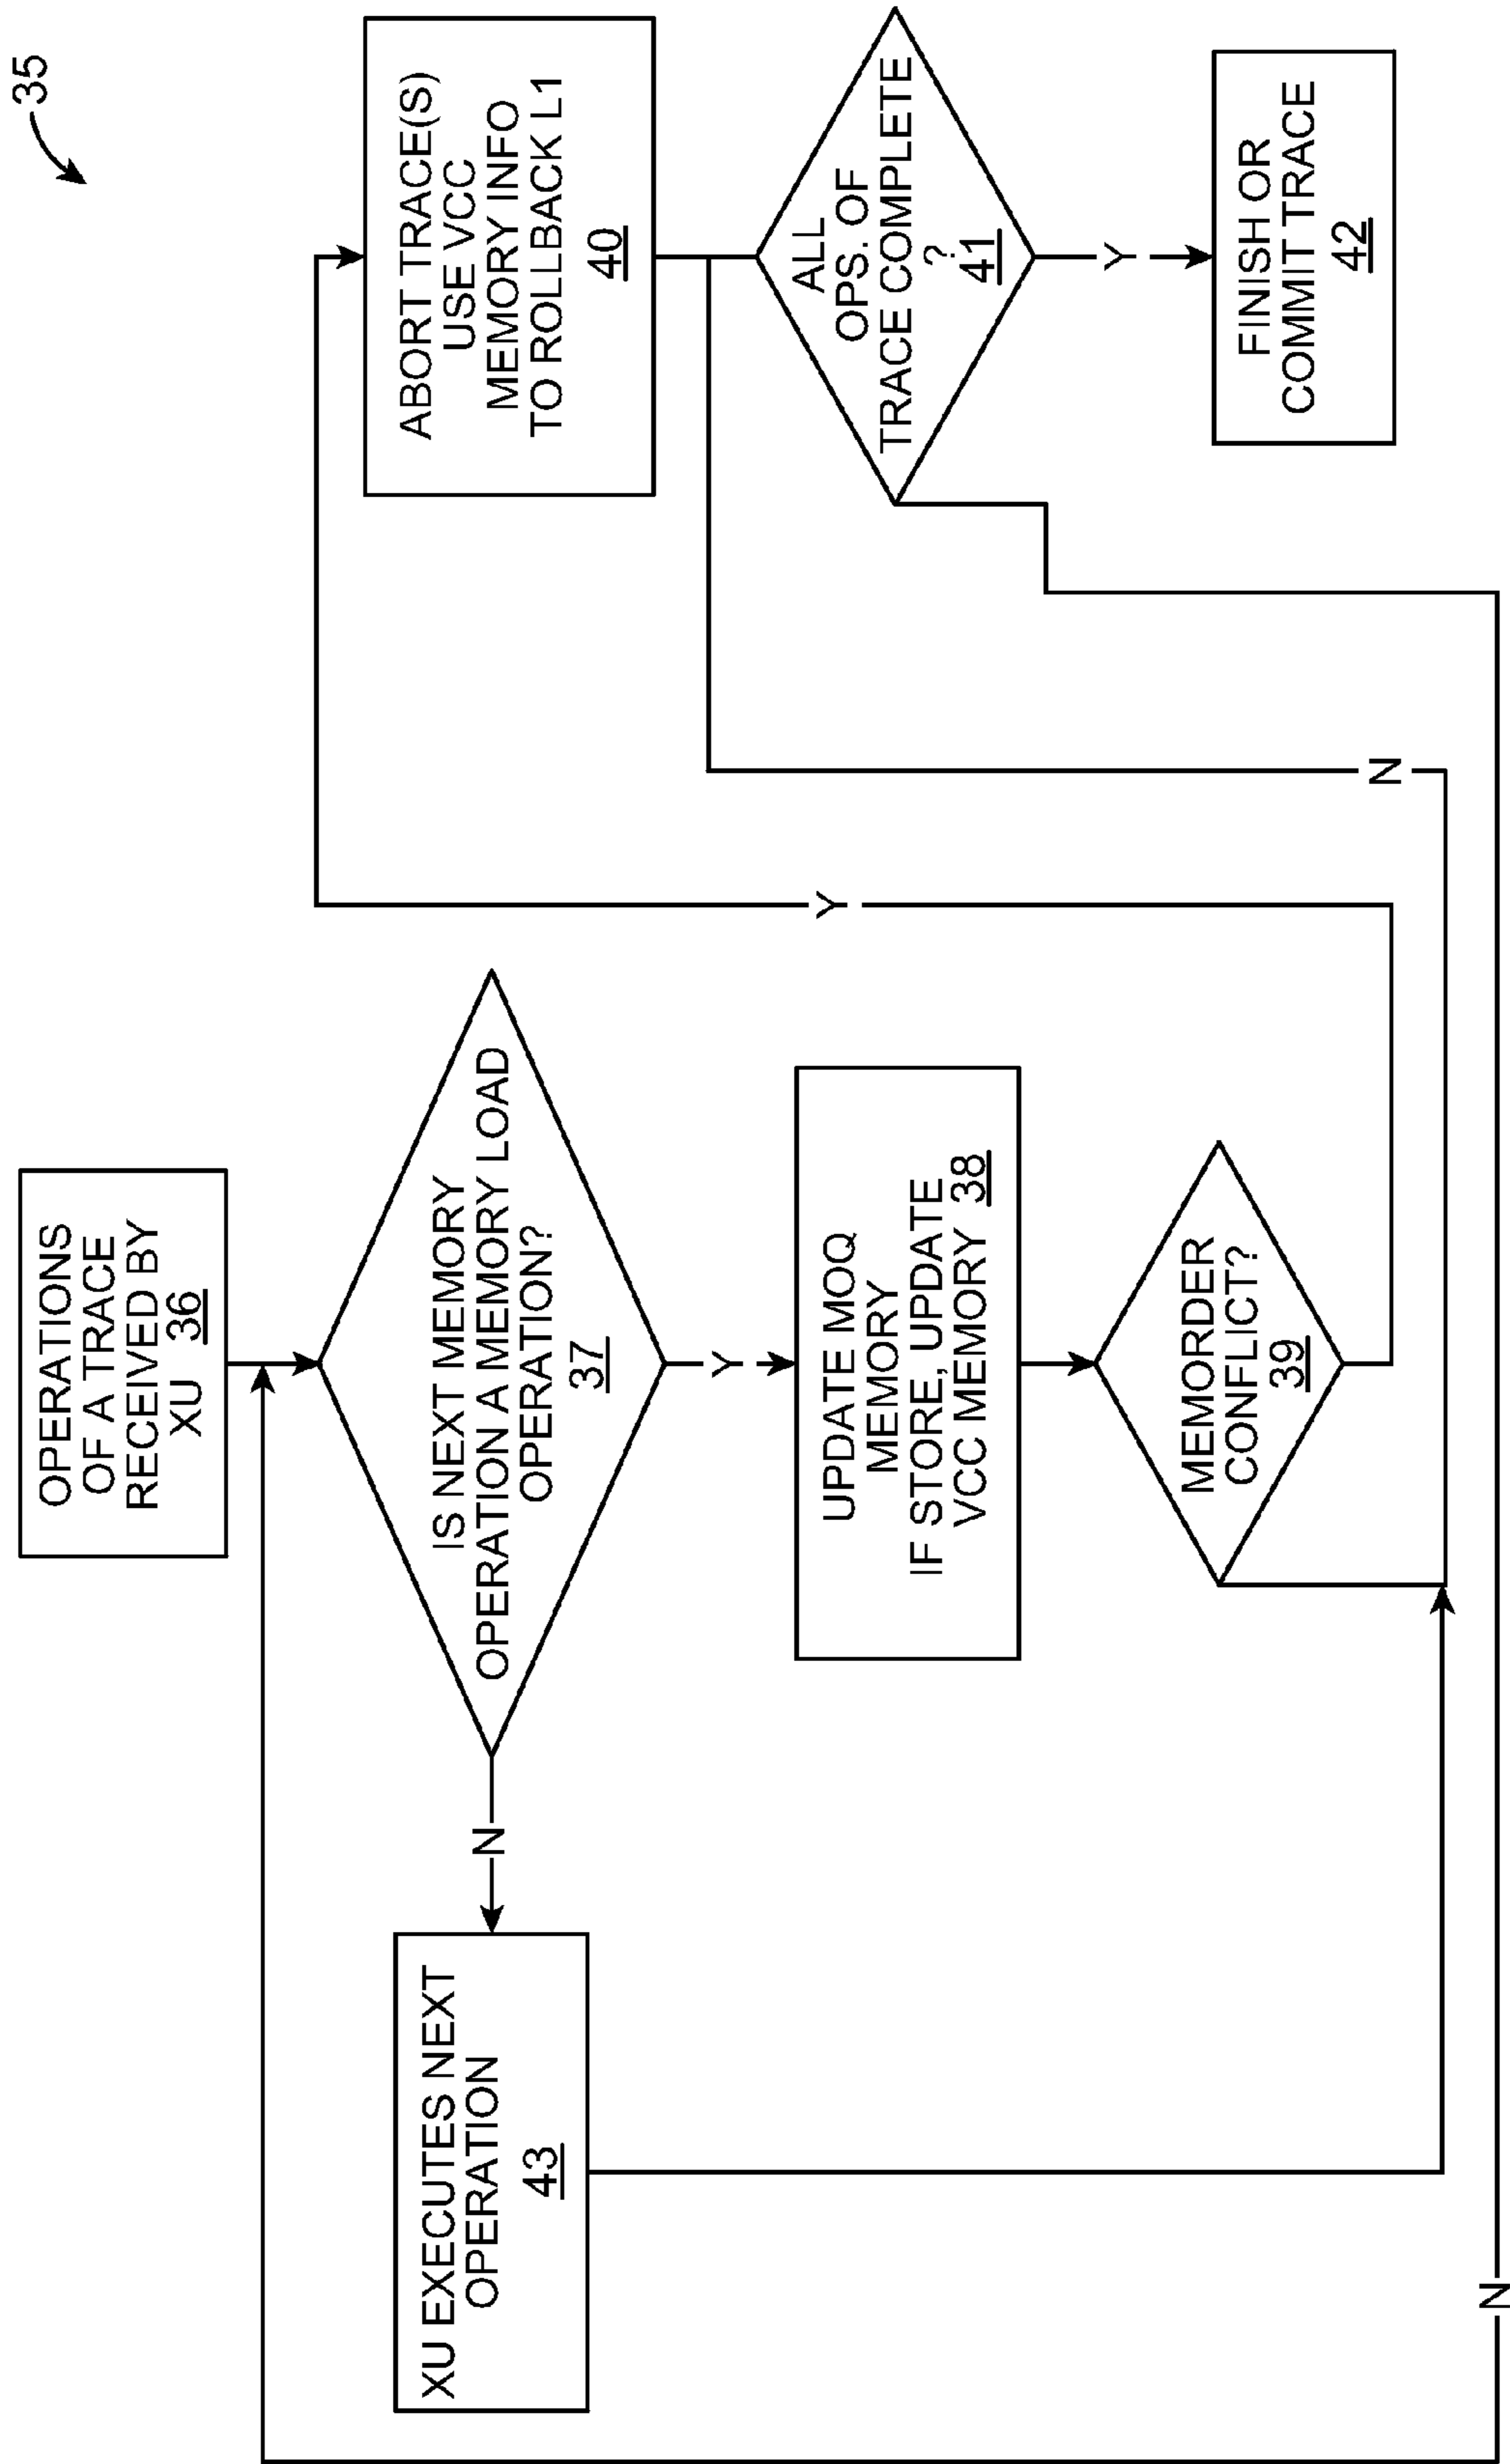 35
OPERATIONS
OF A TRACE
RECEIVED BY
XU 36
IS NEXT MEMORY
OPERATION A MEMORY LOAD
OPERATION?
37
N
Y
XU EXECUTES NEXT
OPERATION
43
UPDATE MOQ
MEMORY
IF STORE, UPDATE
VCC MEMORY 38
MEMORDER
CONFLICT?
39
Y
N
ABORT TRACE(S)
USE VCC
MEMORY INFO
TO ROLLBACK L1
40
ALL
OPS. OF
TRACE COMPLETE
?
41
Y
N
FINISH OR
COMMIT TRACE
42